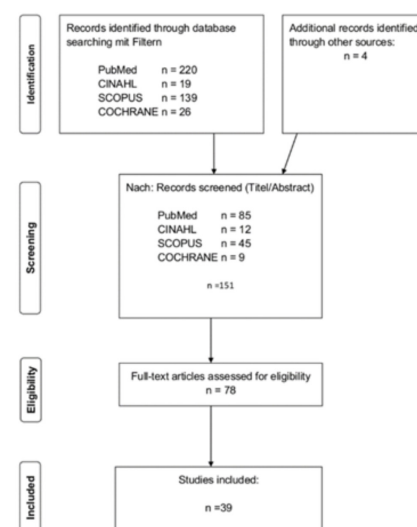 Identification
Records identified through database
searching mit Filtern
PubMed n = 220
CINAHL n = 19
SCOPUS n = 139
COCHRANE n = 26
Additional records identified
through other sources:
n = 4
Screening
Nach: Records screened (Titel/Abstract)
PubMed n = 85
CINAHL n = 12
SCOPUS n = 45
COCHRANE n = 9
n =151
Eligibility
Full-text articles assessed for eligibility
n = 78
Included
Studies included:
n =39